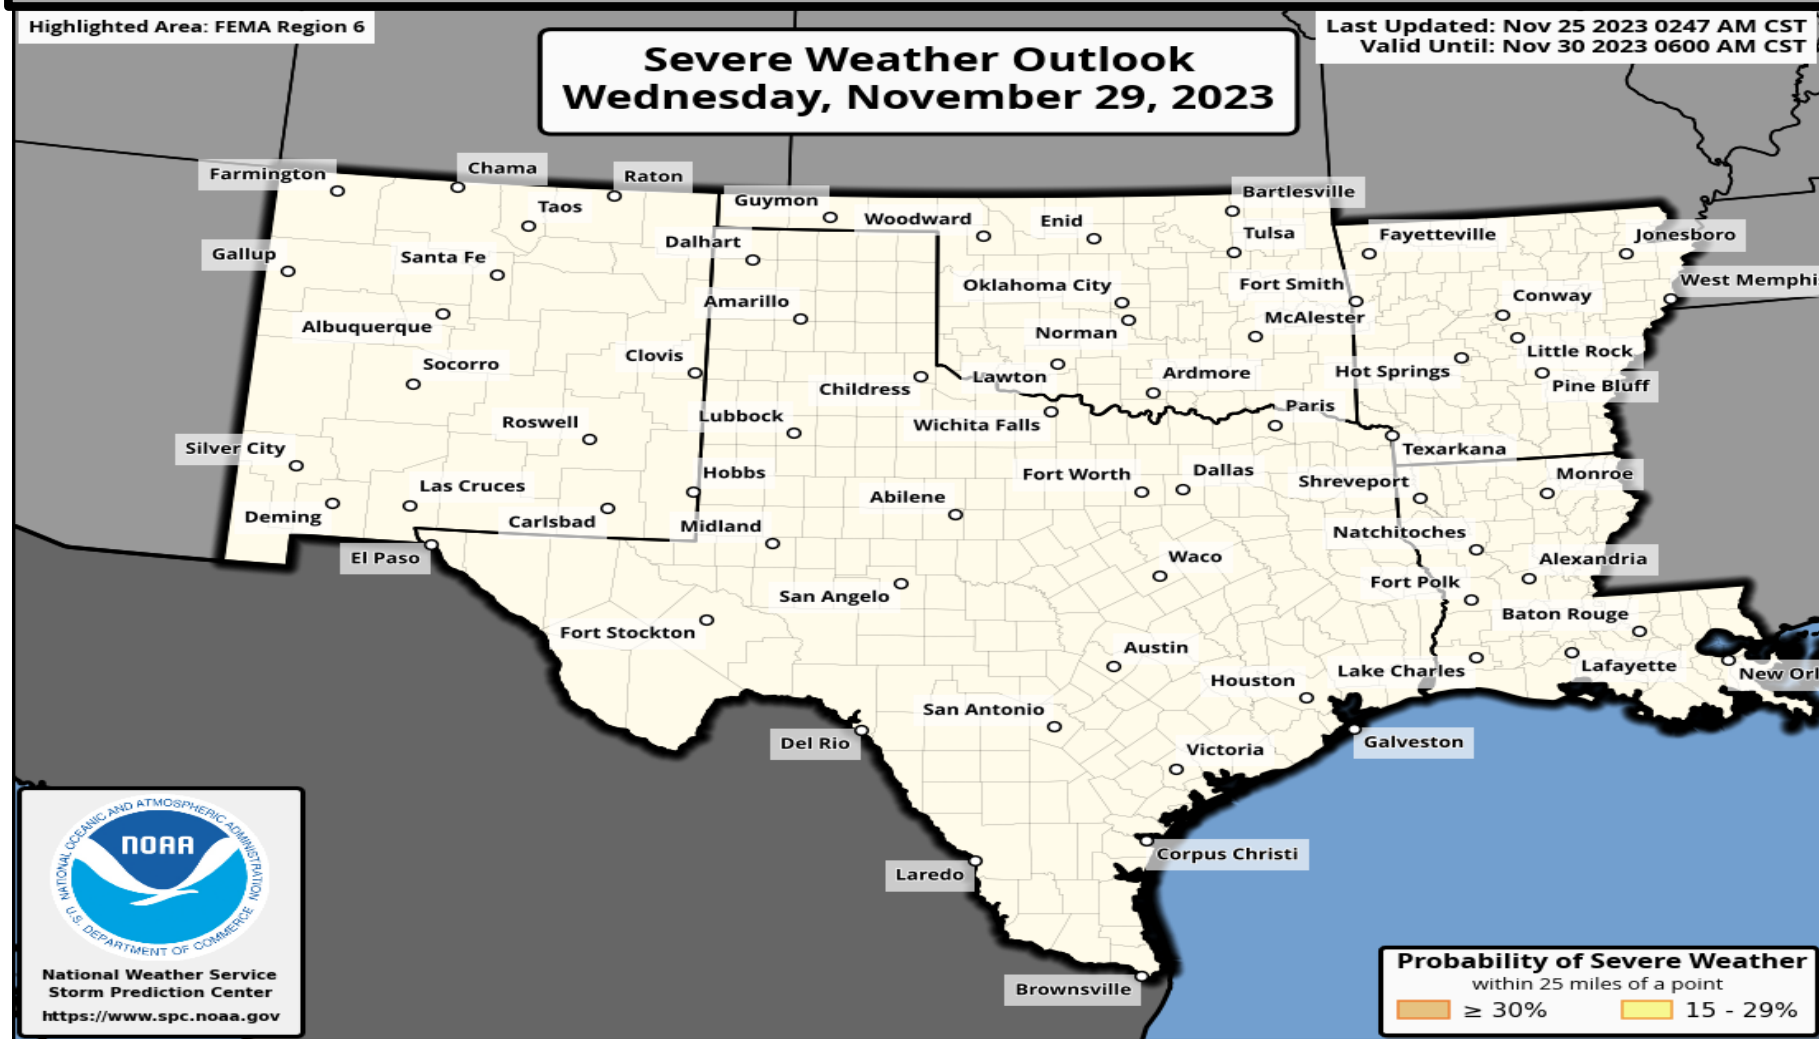 Highlighted Area: FEMA Region 6
Severe Weather Outlook
Wednesday, November 29, 2023
Last Updated: Nov 25 2023 0247 AM CST
Valid Until: Nov 30 2023 0600 AM CST
Farmington
Chama
Raton
Taos
Guymon
Woodward
Enid
Bartlesville
Tulsa
Fayetteville
Jonesboro
Gallup
Santa Fe
Dalhart
Oklahoma City
Fort Smith
Conway
West Memphi
Albuquerque
Amarillo
Norman
McAlester
Little Rock
Socorro
Clovis
Childress
Lawton
Ardmore
Hot Springs
Pine Bluff
Roswell
Lubbock
Wichita Falls
Paris
Texarkana
Silver City
Las Cruces
Hobbs
Abilene
Fort Worth
Dallas
Shreveport
Monroe
Deming
Carlsbad
Midland
Natchitoches
El Paso
San Angelo
Waco
Fort Polk
Alexandria
Fort Stockton
Austin
Baton Rouge
Houston
Lake Charles
Lafayette
New Orl
San Antonio
Del Rio
Victoria
Galveston
Laredo
Corpus Christi
Brownsville
NATIONAL OCEANIC AND ATMOSPHERIC ADMINISTRATION
NOAA
U.S. DEPARTMENT OF COMMERCE
National Weather Service
Storm Prediction Center
https://www.spc.noaa.gov
Probability of Severe Weather
within 25 miles of a point
≥ 30%
15 - 29%